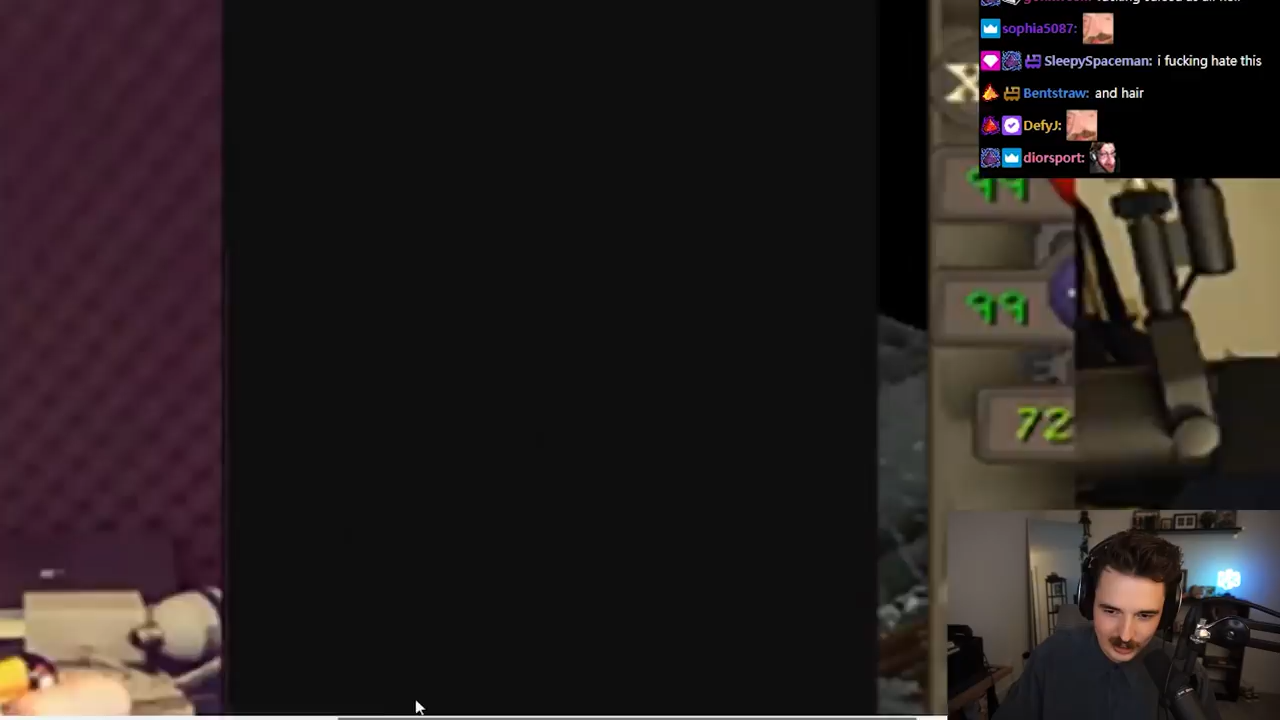 sophia5087:
SleepySpaceman: i fucking hate this
Bentstraw: and hair
DefyJ:
diorsport:
X
99
99
72